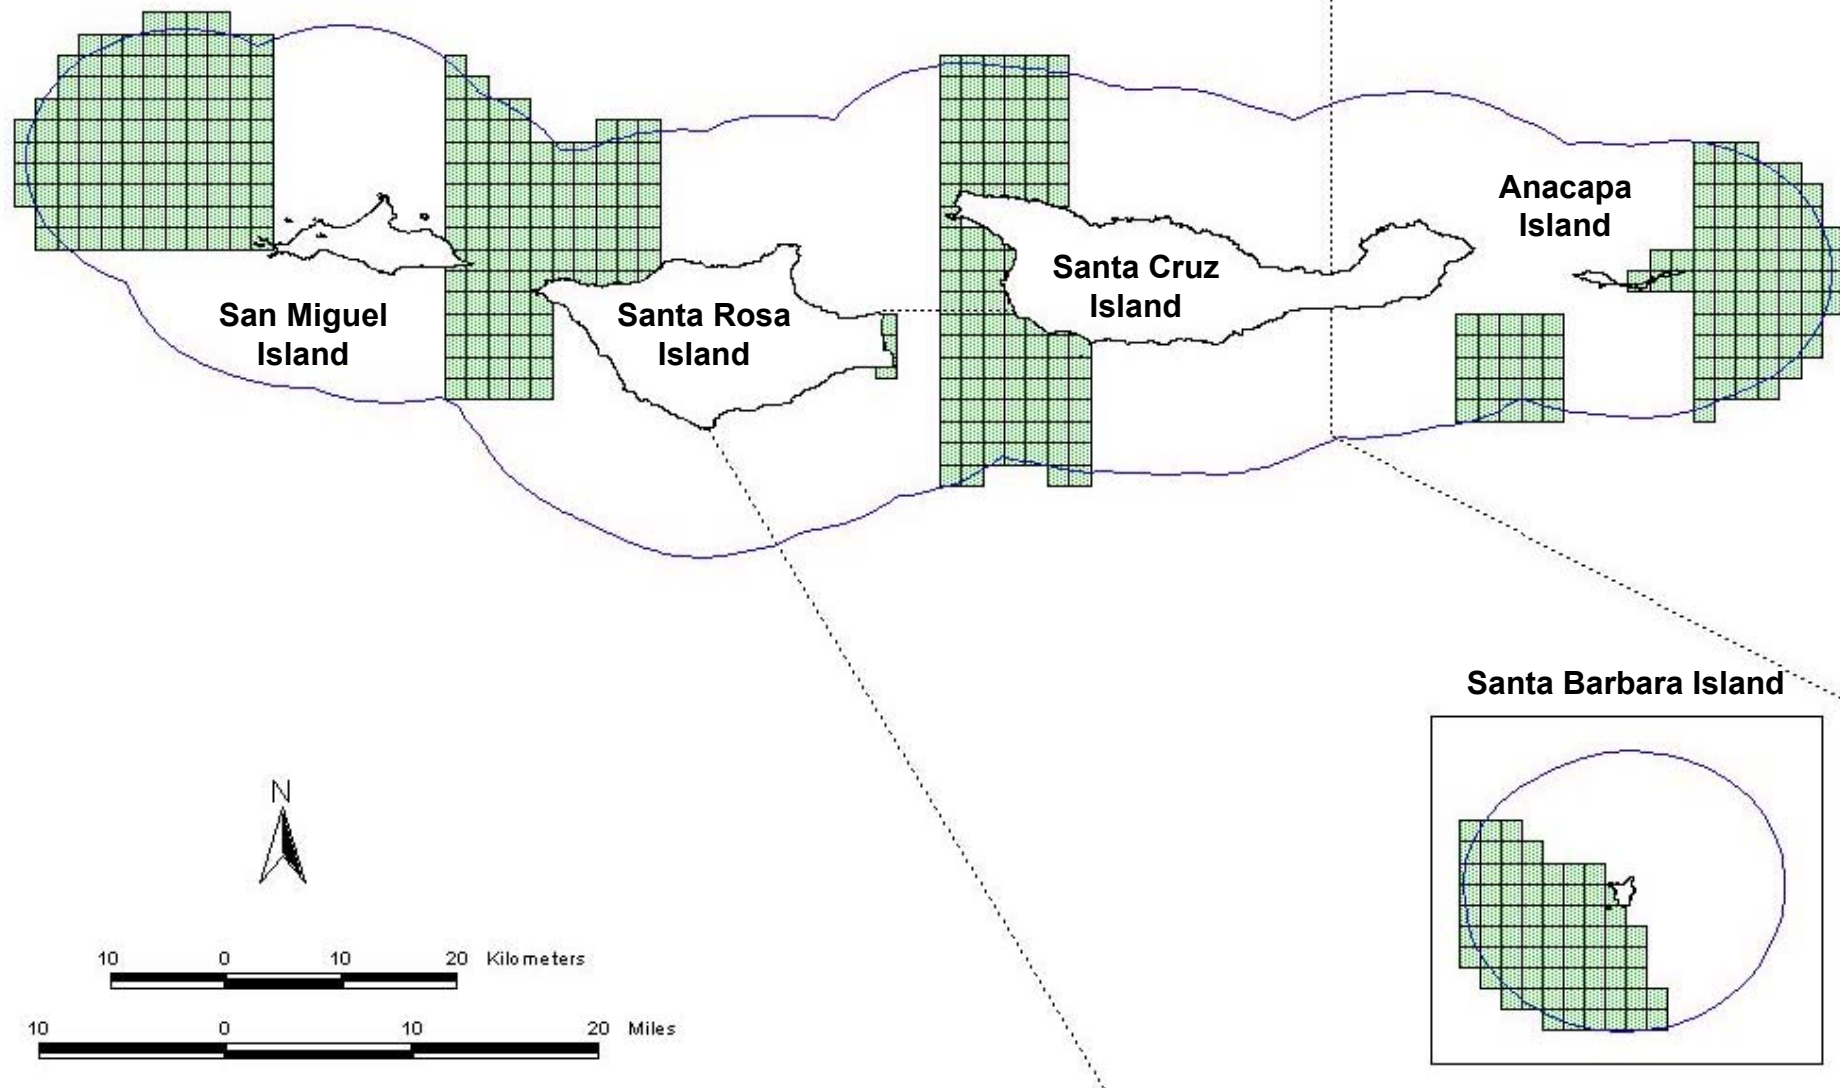 Anacapa
Island
Santa Cruz
Island
San Miguel
Island
Santa Rosa
Island
Santa Barbara Island
N
10 0 10 20 Kilometers
10 0 10 20 Miles